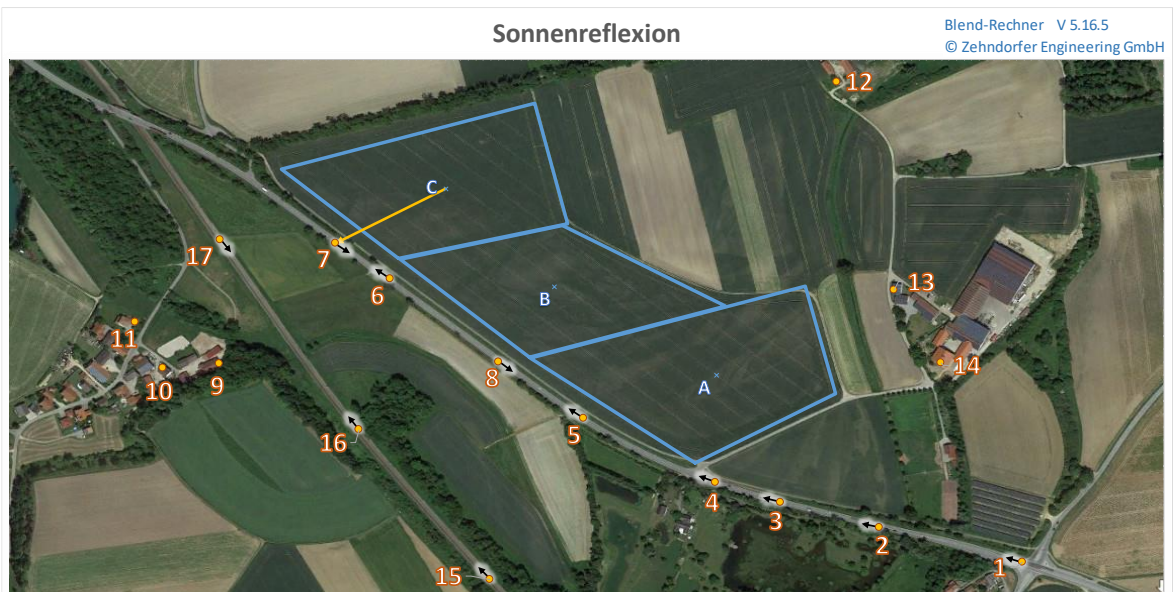 Sonnenreflexion
Blend-Rechner V 5.16.5
© Zehndorfer Engineering GmbH
12
C
17
7
6
13
B
11
14
8
10
9
A
5
16
4
3
2
1
15